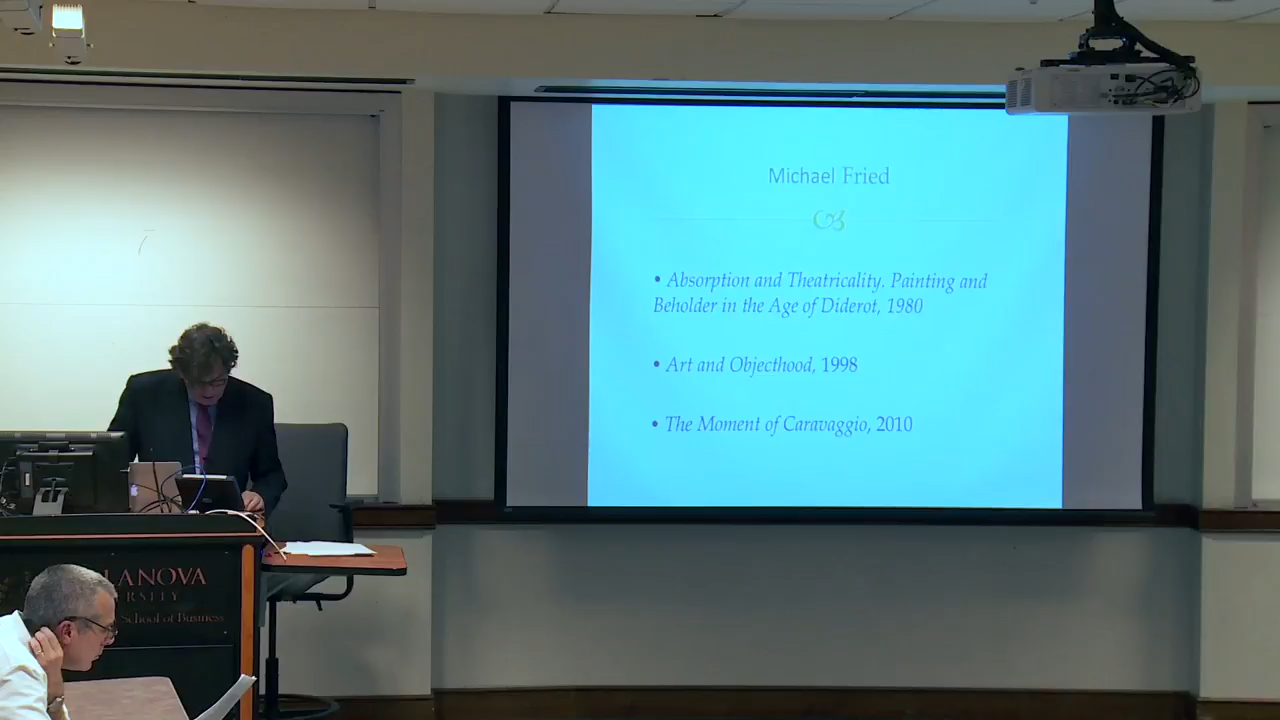 Michael Fried
• Absorption and Theatricality. Painting and
Beholder in the Age of Diderot, 1980
• Art and Objecthood, 1998
• The Moment of Caravaggio, 2010
LANOVA
RSITY
School of Business